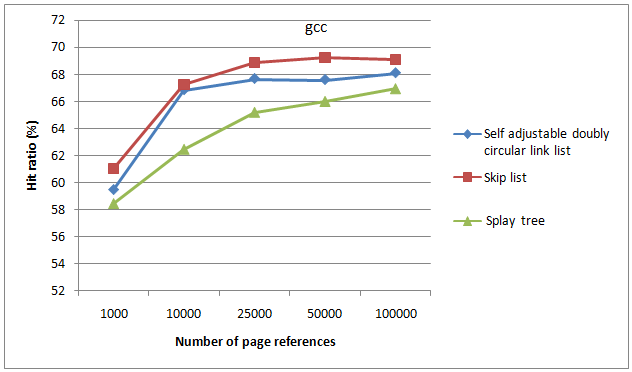 gcc
72
70
68
66
64
62
60
58
56
54
52
Hit ratio (%)
1000
10000
25000
50000
100000
Number of page references
Self adjustable doubly
circular link list
Skip list
Splay tree